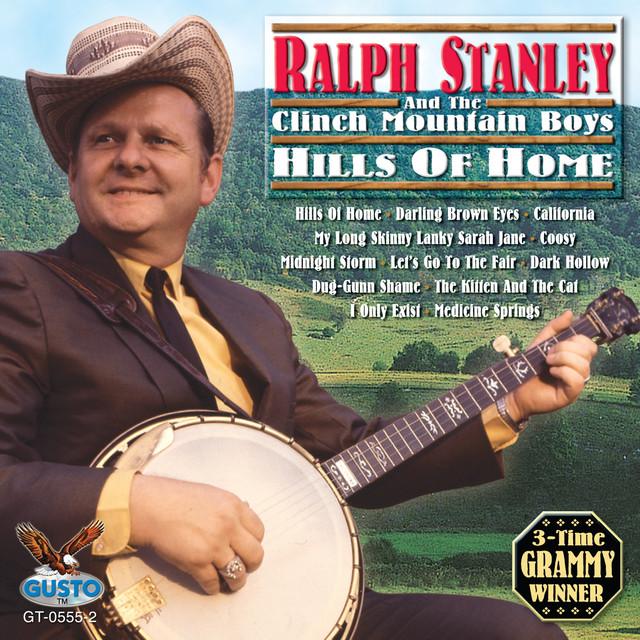 RALPH STANLEY
And The
Clinch Mountain Boys
HILLS OF HOME
Hills Of Home • Darling Brown Eyes • California
My Long Skinny Lanky Sarah Jane • Coosy
Midnight Storm • Let's Go To The Fair • Dark Hollow
Dug-Gunn Shame • The Kitten And The Cat
I Only Exist • Medicine Springs
3-Time
GRAMMY
WINNER
GUSTO
TM
GT-0555-2